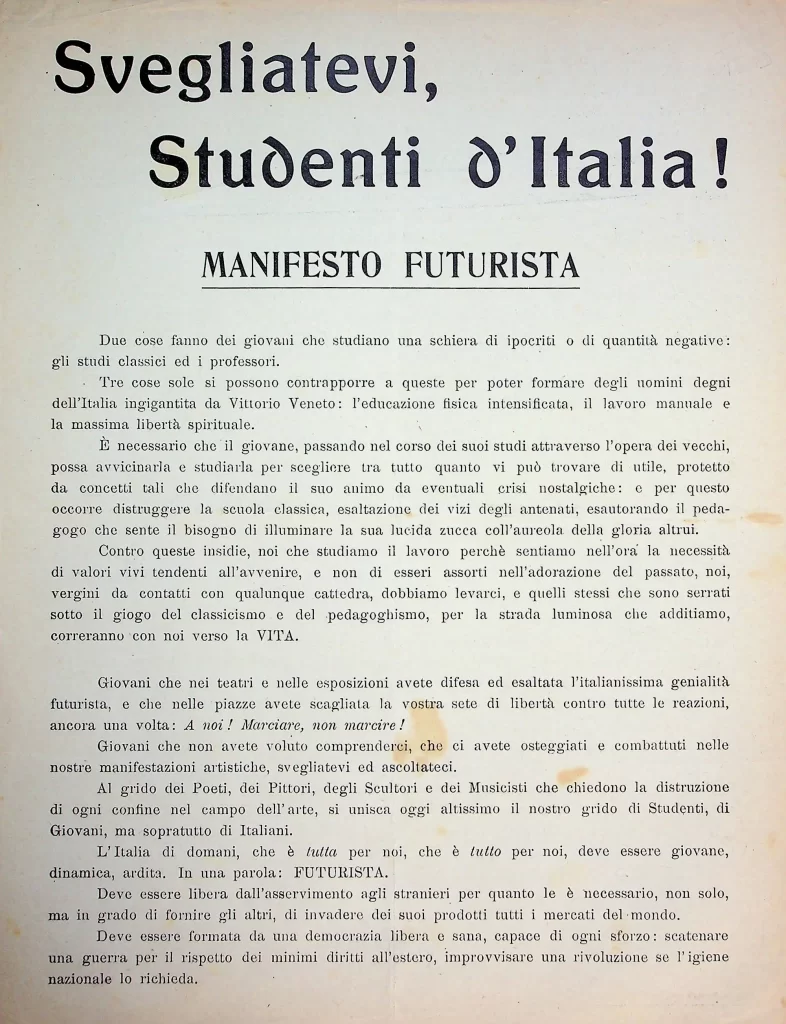 Svegliatevi,
Studenti d'Italia!
MANIFESTO FUTURISTA
Due cose fanno dei giovani che studiano una schiera di ipocriti o di quantità negative:
gli studi classici ed i professori.
Tre cose sole si possono contrapporre a queste per poter formare degli uomini degni
dell'Italia ingigantita da Vittorio Veneto: l'educazione fisica intensificata, il lavoro manuale e
la massima libertà spirituale.
È necessario che il giovane, passando nel corso dei suoi studi attraverso l'opera dei vecchi,
possa avvicinarla e studiarla per scegliere tra tutto quanto vi può trovare di utile, protetto
da concetti tali che difendano il suo animo da eventuali crisi nostalgiche: e per questo
occorre distruggere la scuola classica, esaltazione dei vizi degli antenati, esautorando il peda-
gogo che sente il bisogno di illuminare la sua lucida zucca coll'aureola della gloria altrui.
Contro queste insidie, noi che studiamo il lavoro perchè sentiamo nell'ora la necessità
di valori vivi tendenti all'avvenire, e non di esseri assorti nell'adorazione del passato, noi,
vergini da contatti con qualunque cattedra, dobbiamo levarci, e quelli stessi che sono serrati
sotto il giogo del classicismo e del pedagoghismo, per la strada luminosa che additiamo,
correranno con noi verso la VITA.
Giovani che nei teatri e nelle esposizioni avete difesa ed esaltata l'italianissima genialità
futurista, e che nelle piazze avete scagliata la vostra sete di libertà contro tutte le reazioni,
ancora una volta: A noi! Marciare, non marcire!
Giovani che non avete voluto comprenderci, che ci avete osteggiati e combattuti nelle
nostre manifestazioni artistiche, svegliatevi ed ascoltateci.
Al grido dei Poeti, dei Pittori, degli Scultori e dei Musicisti che chiedono la distruzione
di ogni confine nel campo dell'arte, si unisca oggi altissimo il nostro grido di Studenti, di
Giovani, ma sopratutto di Italiani.
L'Italia di domani, che è tutta per noi, che è tutto per noi, deve essere giovane,
dinamica, ardita. In una parola: FUTURISTA.
Deve essere libera dall'asservimento agli stranieri per quanto le è necessario, non solo,
ma in grado di fornire gli altri, di invadere dei suoi prodotti tutti i mercati del mondo.
Deve essere formata da una democrazia libera e sana, capace di ogni sforzo: scatenare
una guerra per il rispetto dei minimi diritti all'estero, improvvisare una rivoluzione se l'igiene
nazionale lo richieda.